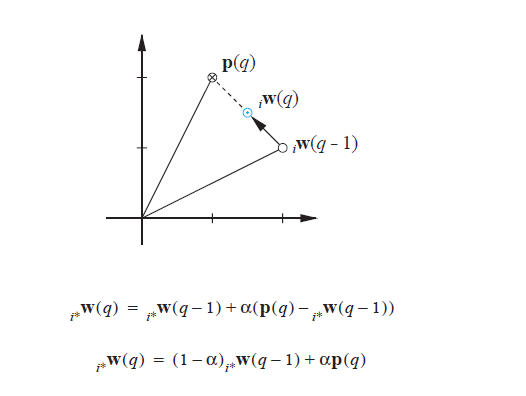 p(q)
ᵢw(q)
ᵢw(q – 1)
ᵢ*w(q) = ᵢ*w(q – 1) + α(p(q) – ᵢ*w(q – 1))
ᵢ*w(q) = (1 – α)ᵢ*w(q – 1) + αp(q)